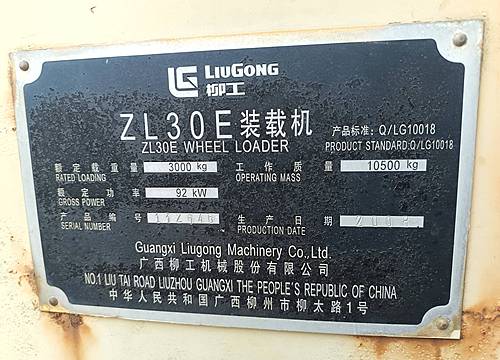 LIUGONG
柳工
ZL30E装载机 产品标准: Q/LG10018
ZL30E WHEEL LOADER PRODUCT STANDARD:Q/LG10018
额定载重量 3000 kg 工作质量 10500 kg
RATED LOADING OPERATING MASS
额定功率 92 kW
GROSS POWER
产品编号 生产日期
SERIAL NUMBER PRODUCTION DATE
Guangxi Liugong Machinery Co.,Ltd.
广西柳工机械股份有限公司
NO.1 LIU TAI ROAD LIUZHOU GUANGXI THE PEOPLE'S REPUBLIC OF CHINA
中华人民共和国广西柳州市柳太路1号